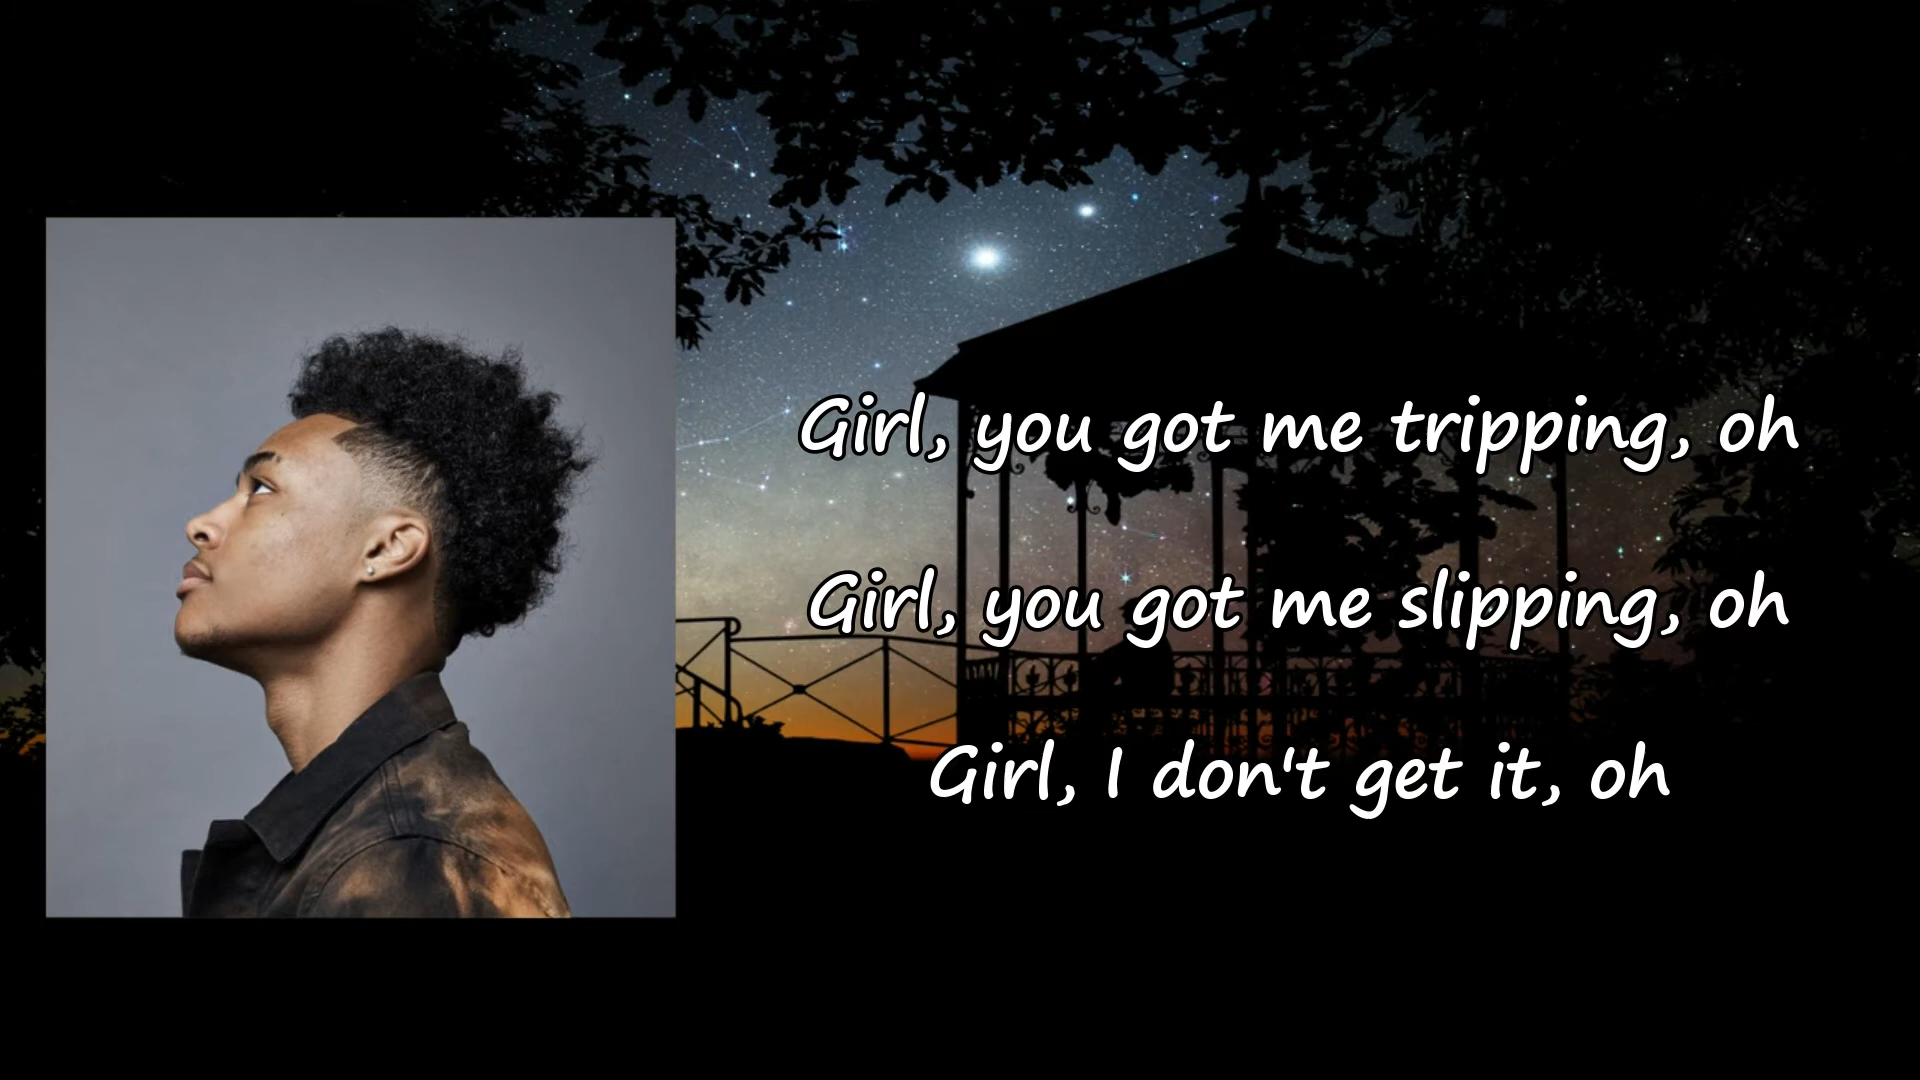 Girl, you got me tripping, oh
Girl, you got me slipping, oh
Girl, I don't get it, oh